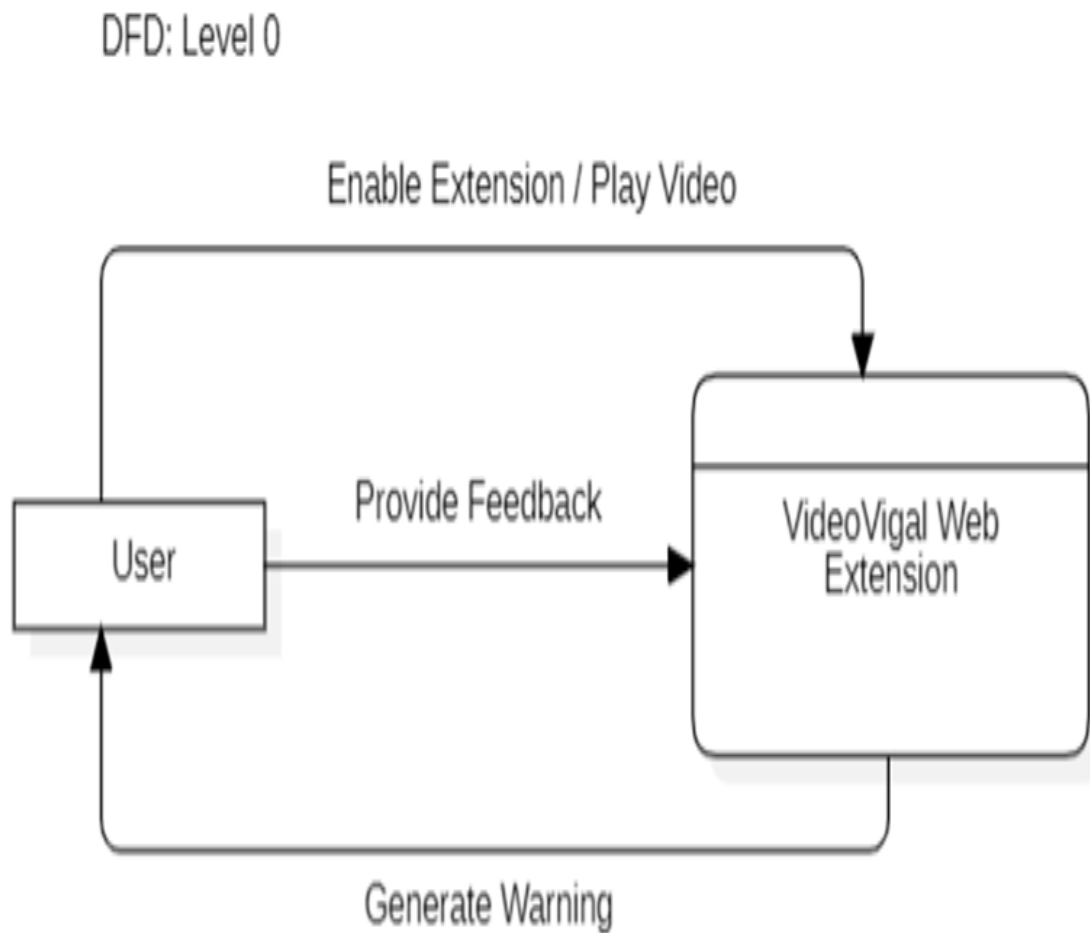 DFD: Level 0
Enable Extension / Play Video
Provide Feedback
User
VideoVigal Web
Extension
Generate Warning